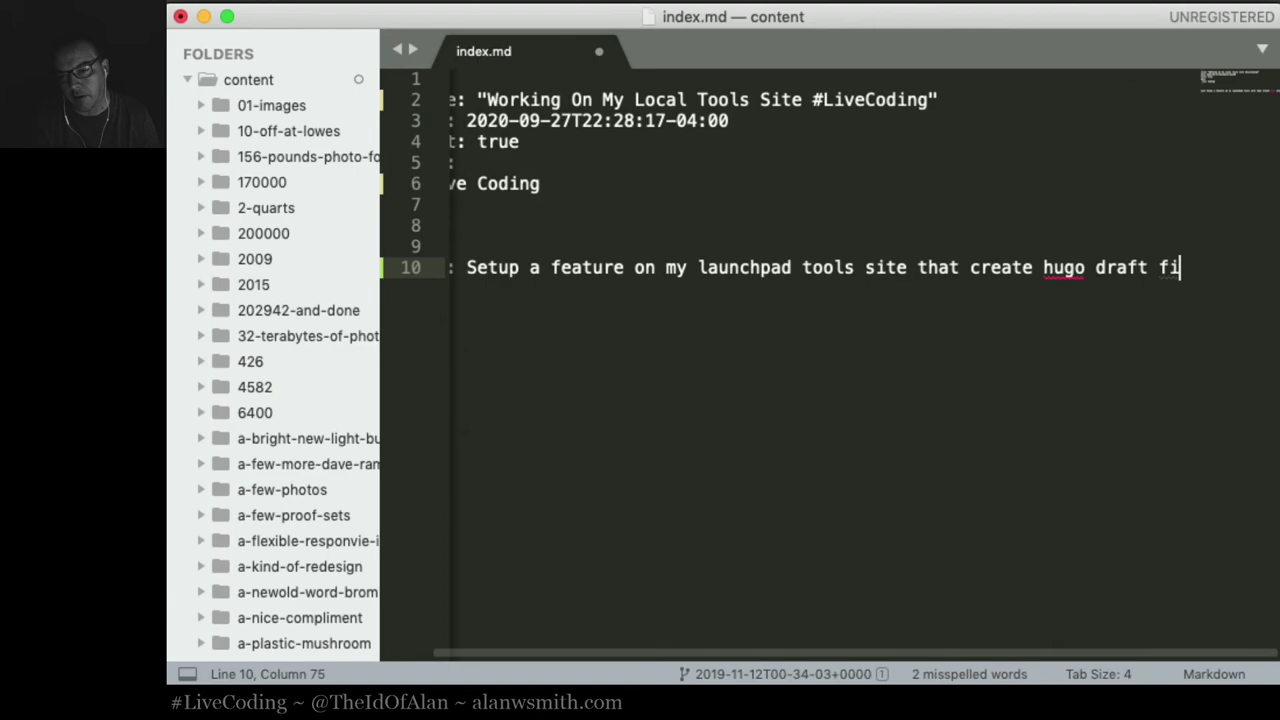 index.md — content
UNREGISTERED
FOLDERS
content
01-images
10-off-at-lowes
156-pounds-photo-fo
170000
2-quarts
200000
2009
2015
202942-and-done
32-terabytes-of-phot
426
4582
6400
a-bright-new-light-bu
a-few-more-dave-ram
a-few-photos
a-few-proof-sets
a-flexible-responvie-i
a-kind-of-redesign
a-newold-word-brom
a-nice-compliment
a-plastic-mushroom
index.md
1
2 e: "Working On My Local Tools Site #LiveCoding"
3 : 2020-09-27T22:28:17-04:00
4 t: true
5 :
6 ve Coding
7
8
9
10 : Setup a feature on my launchpad tools site that create hugo draft fi
Line 10, Column 75
2019-11-12T00-34-03+0000 1
2 misspelled words
Tab Size: 4
Markdown
#LiveCoding ~ @TheIdOfAlan ~ alanwsmith.com